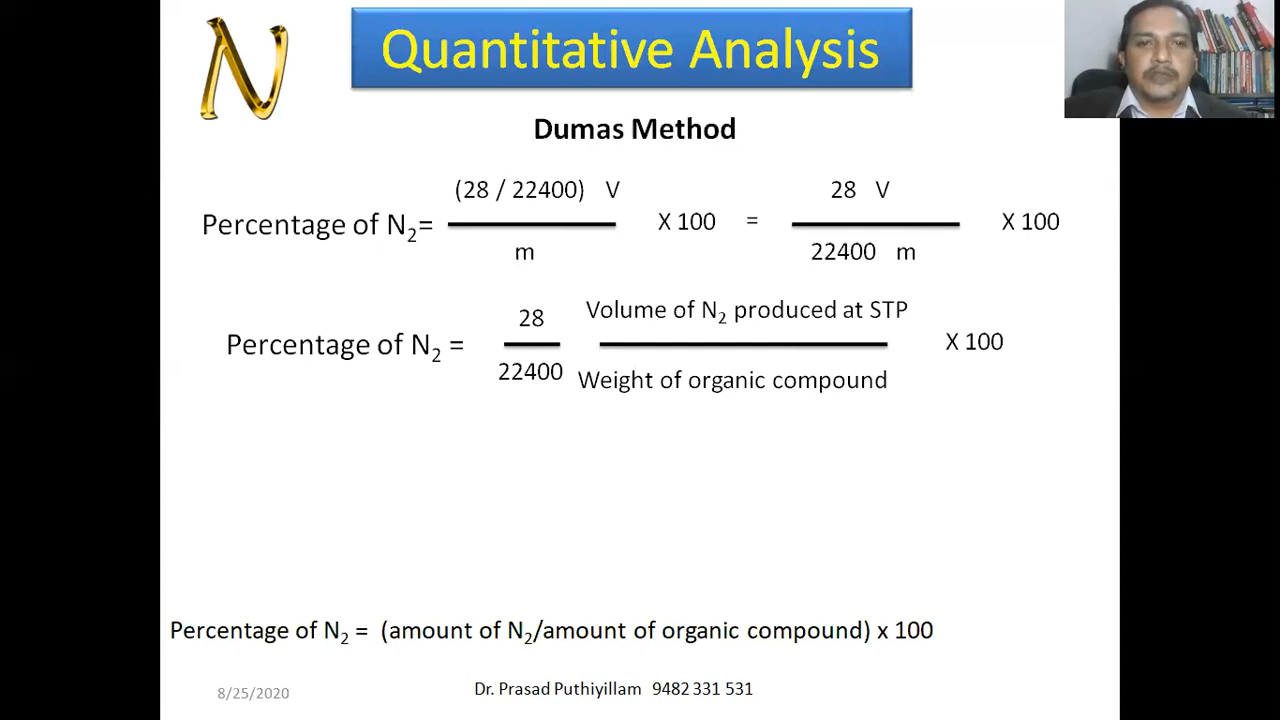 N
Quantitative Analysis
Dumas Method
(28 / 22400) V
28 V
Percentage of N₂=
X 100 =
X 100
m
22400 m
28
Volume of N₂ produced at STP
Percentage of N₂ =
X 100
22400
Weight of organic compound
Percentage of N₂ = (amount of N₂/amount of organic compound) x 100
8/25/2020
Dr. Prasad Puthiyillam 9482 331 531